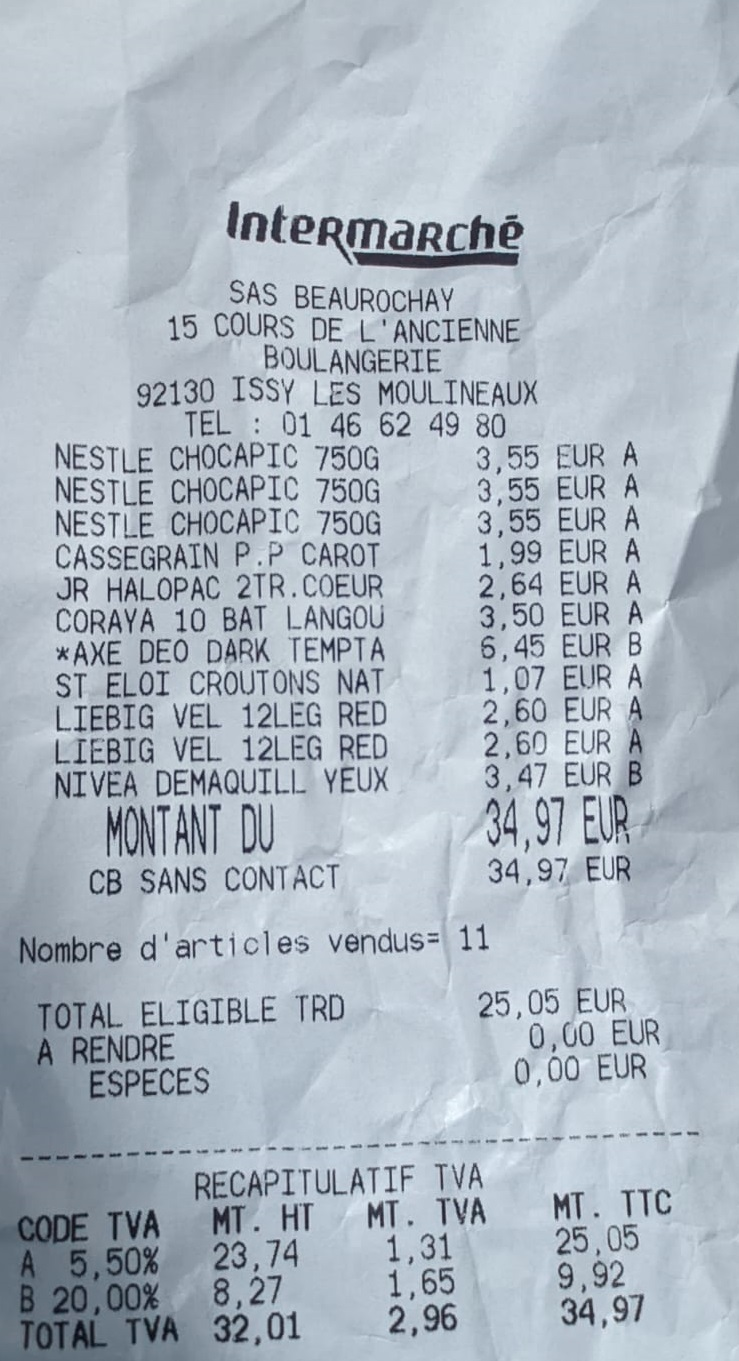 Intermarché
SAS BEAUROCHAY
15 COURS DE L'ANCIENNE
BOULANGERIE
92130 ISSY LES MOULINEAUX
TEL : 01 46 62 49 80
NESTLE CHOCAPIC 750G 3,55 EUR A
NESTLE CHOCAPIC 750G 3,55 EUR A
NESTLE CHOCAPIC 750G 3,55 EUR A
CASSEGRAIN P.P CAROT 1,99 EUR A
JR HALOPAC 2TR.COEUR 2,64 EUR A
CORAYA 10 BAT LANGOU 3,50 EUR A
*AXE DEO DARK TEMPTA 6,45 EUR B
ST ELOI CROUTONS NAT 1,07 EUR A
LIEBIG VEL 12LEG RED 2,60 EUR A
LIEBIG VEL 12LEG RED 2,60 EUR A
NIVEA DEMAQUILL YEUX 3,47 EUR B
MONTANT DU 34,97 EUR
CB SANS CONTACT 34,97 EUR
Nombre d'articles vendus= 11
TOTAL ELIGIBLE TRD 25,05 EUR
A RENDRE 0,00 EUR
ESPECES 0,00 EUR
RECAPITULATIF TVA
CODE TVA MT. HT MT. TVA MT. TTC
A 5,50% 23,74 1,31 25,05
B 20,00% 8,27 1,65 9,92
TOTAL TVA 32,01 2,96 34,97